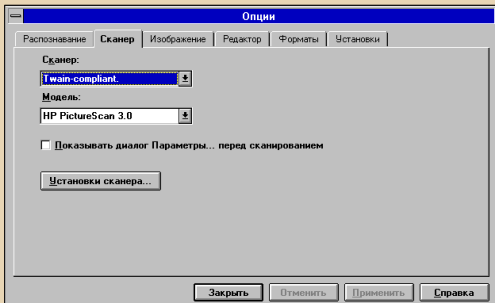 Опции
Распознавание Сканер Изображение Редактор Форматы Установки
Сканер:
Twain-compliant.
Модель:
HP PictureScan 3.0
Показывать диалог Параметры... перед сканированием
Установки сканера...
Закрыть Отменить Применить Справка